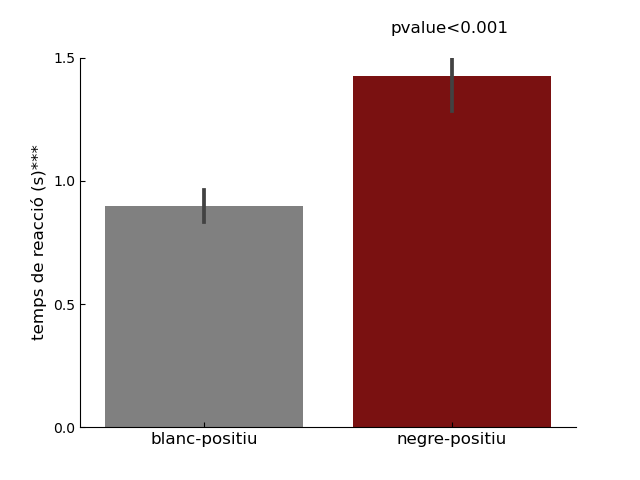 pvalue<0.001
temps de reacció (s)***
1.5
1.0
0.5
0.0
blanc-positiu
negre-positiu